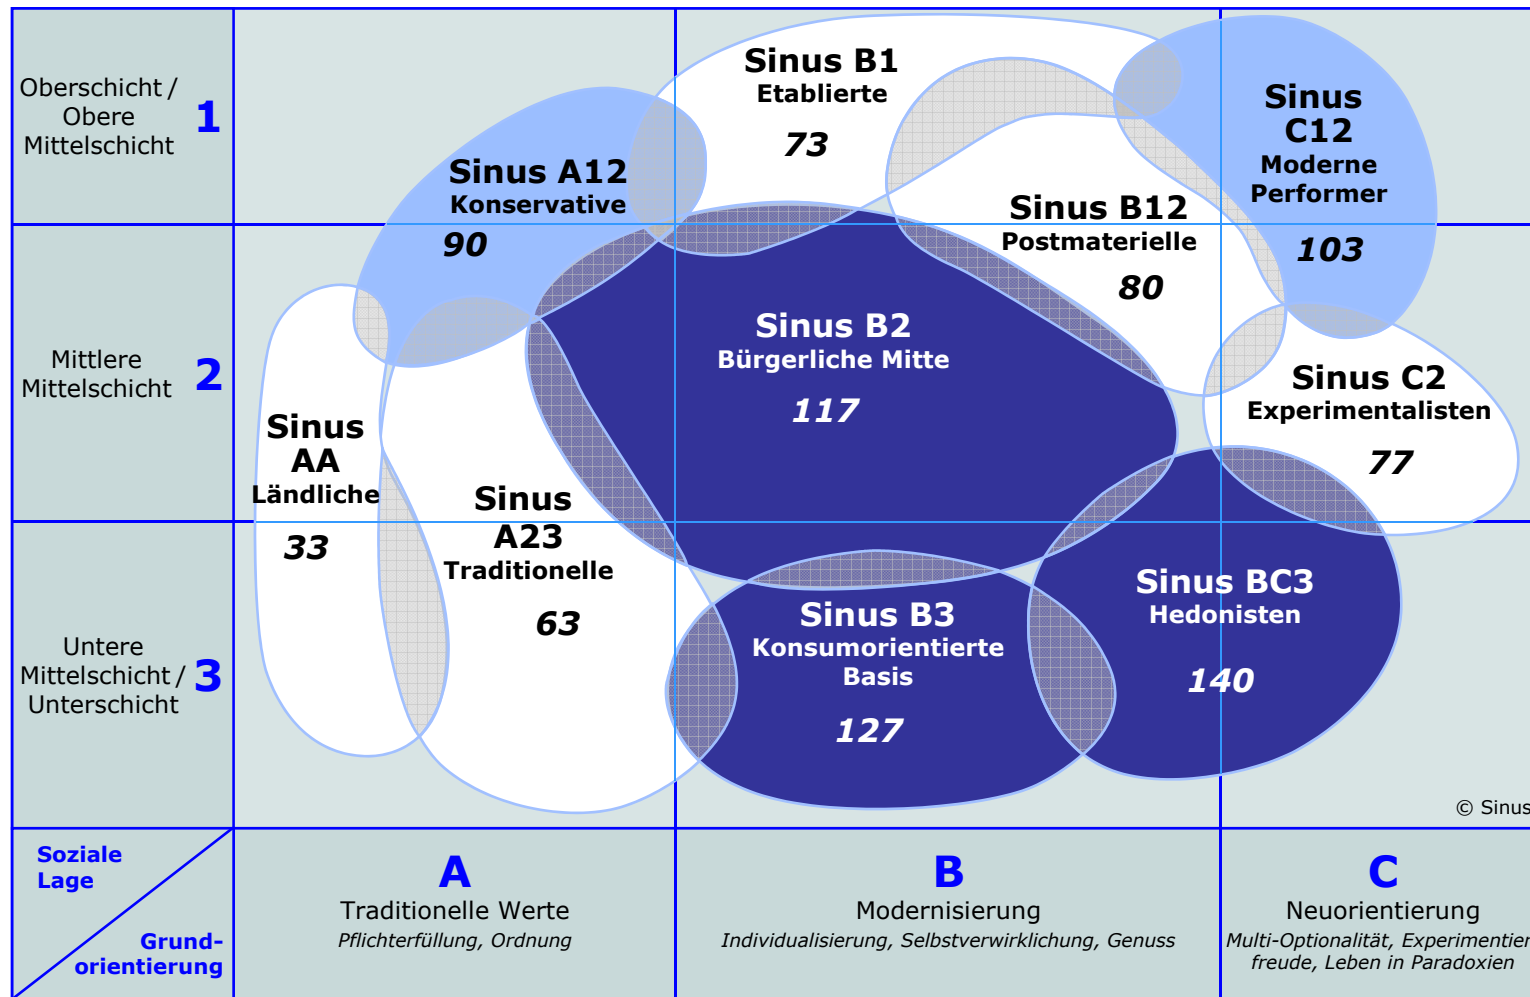 Oberschicht /
Obere
Mittelschicht
1
Sinus B1
Etablierte
73
Sinus
C12
Moderne
Performer
103
Sinus A12
Konservative
90
Sinus B12
Postmaterielle
80
Mittlere
Mittelschicht
2
Sinus B2
Bürgerliche Mitte
117
Sinus C2
Experimentalisten
77
Sinus
AA
Ländliche
33
Sinus
A23
Traditionelle
63
Untere
Mittelschicht /
Unterschicht
3
Sinus B3
Konsumorientierte
Basis
127
Sinus BC3
Hedonisten
140
© Sinus
Soziale
Lage
Grund-
orientierung
A
Traditionelle Werte
Pflichterfüllung, Ordnung
B
Modernisierung
Individualisierung, Selbstverwirklichung, Genuss
C
Neuorientierung
Multi-Optionalität, Experimentier
freude, Leben in Paradoxien